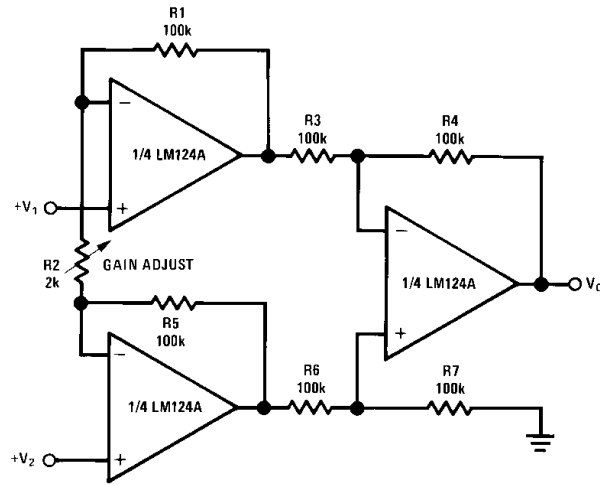 R1
100k
−
1/4 LM124A
+V1
+
R3
100k
R4
100k
R2
2k
GAIN ADJUST
−
1/4 LM124A
+
VO
R5
100k
−
1/4 LM124A
+
+V2
R6
100k
R7
100k